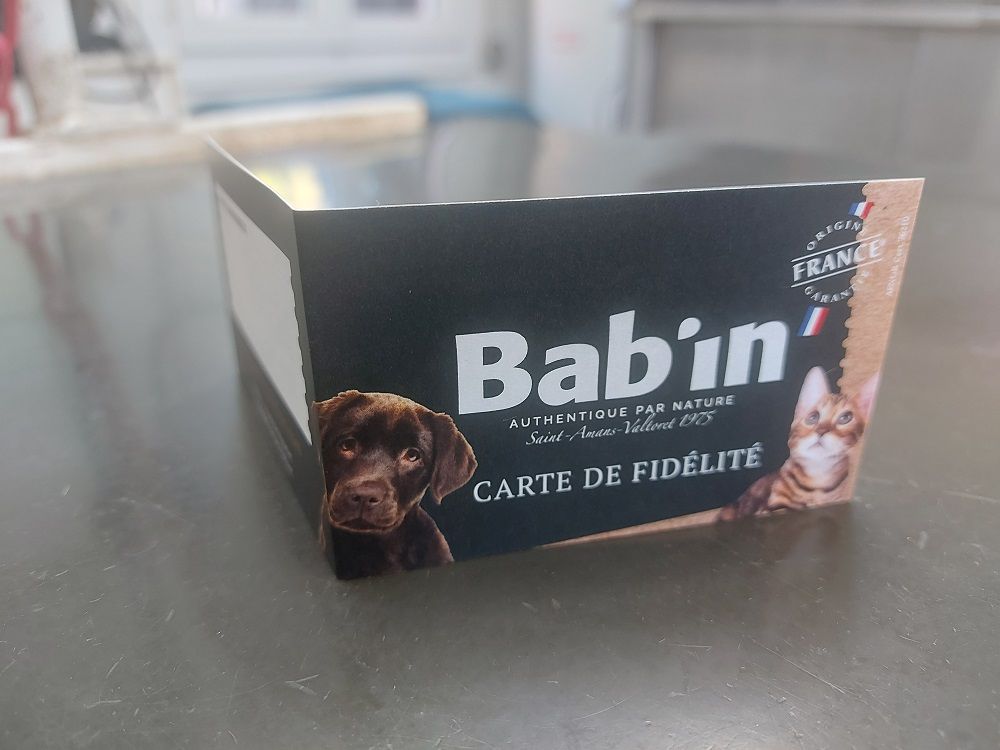 ORIGINE
FRANCE
GARANTIE
Bab'in
AUTHENTIQUE PAR NATURE
Saint-Amans-Valtoret 1975
CARTE DE FIDÉLITÉ